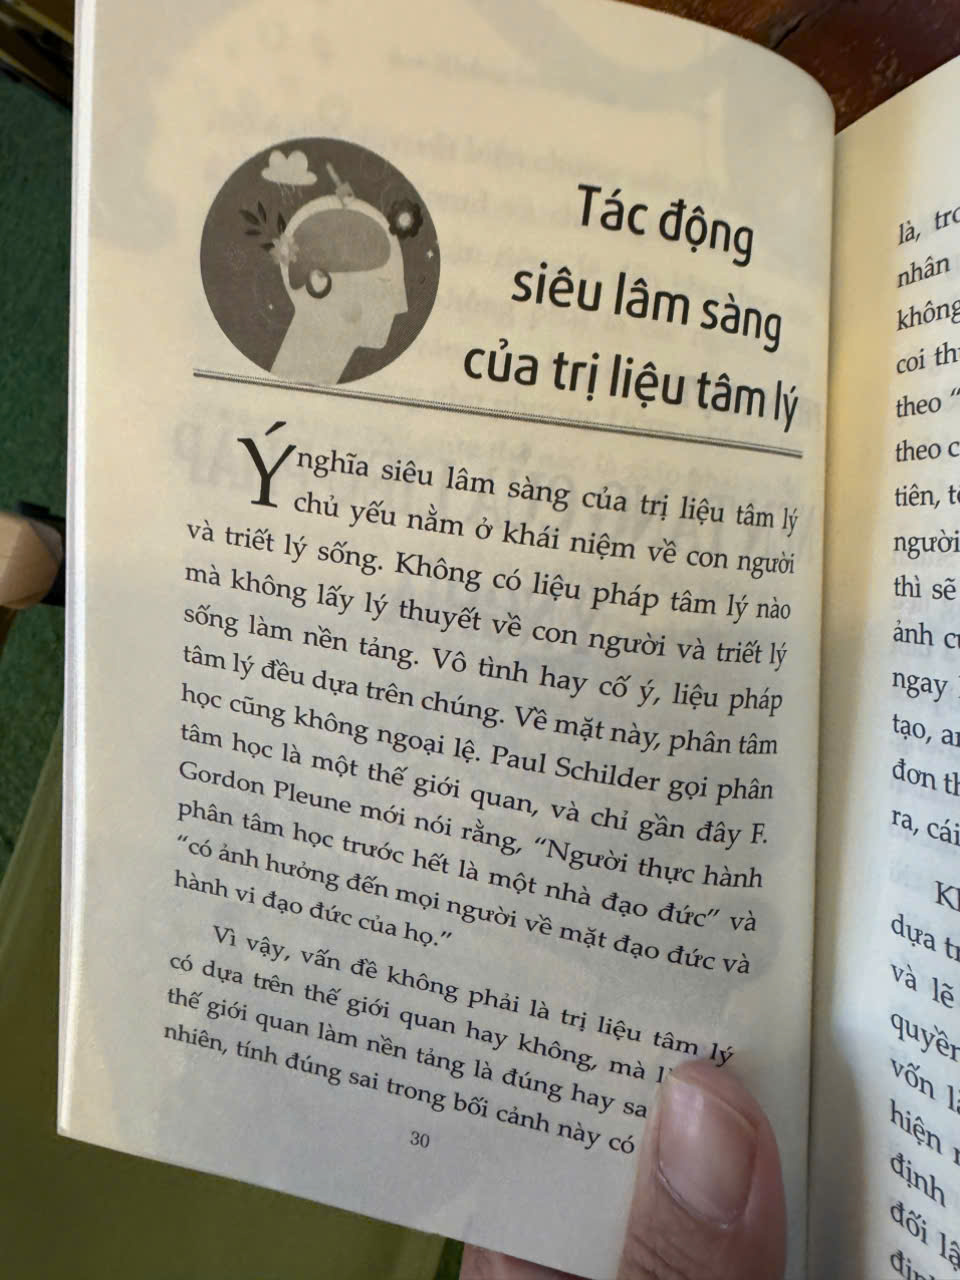 Tác động
siêu lâm sàng
của trị liệu tâm lý
Ý nghĩa siêu lâm sàng của trị liệu tâm lý
chủ yếu nằm ở khái niệm về con người
và triết lý sống. Không có liệu pháp tâm lý nào
mà không lấy lý thuyết về con người và triết lý
sống làm nền tảng. Vô tình hay cố ý, liệu pháp
tâm lý đều dựa trên chúng. Về mặt này, phân tâm
học cũng không ngoại lệ. Paul Schilder gọi phân
tâm học là một thế giới quan, và chỉ gần đây F.
Gordon Pleune mới nói rằng, “Người thực hành
phân tâm học trước hết là một nhà đạo đức” và
“có ảnh hưởng đến mọi người về mặt đạo đức và
hành vi đạo đức của họ.”
Vì vậy, vấn đề không phải là trị liệu tâm lý
có dựa trên thế giới quan hay không, mà
thế giới quan làm nền tảng là đúng hay sa
nhiên, tính đúng sai trong bối cảnh này có
30
là, tro
nhân
không
coi th
theo “
theo c
tiên, t
người
thì sẽ
ảnh c
ngay
tạo, a
đơn th
ra, cái
Kh
dựa tr
và lẽ
quyền
vốn l
hiện
định
đối lậ
địn